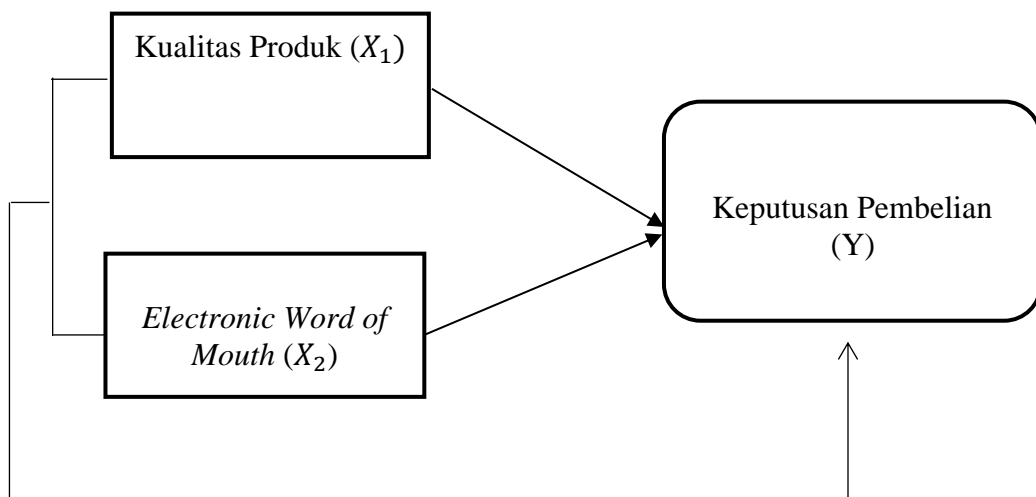 Kualitas Produk (𝑋₁)
Electronic Word of
Mouth (𝑋₂)
Keputusan Pembelian
(Y)